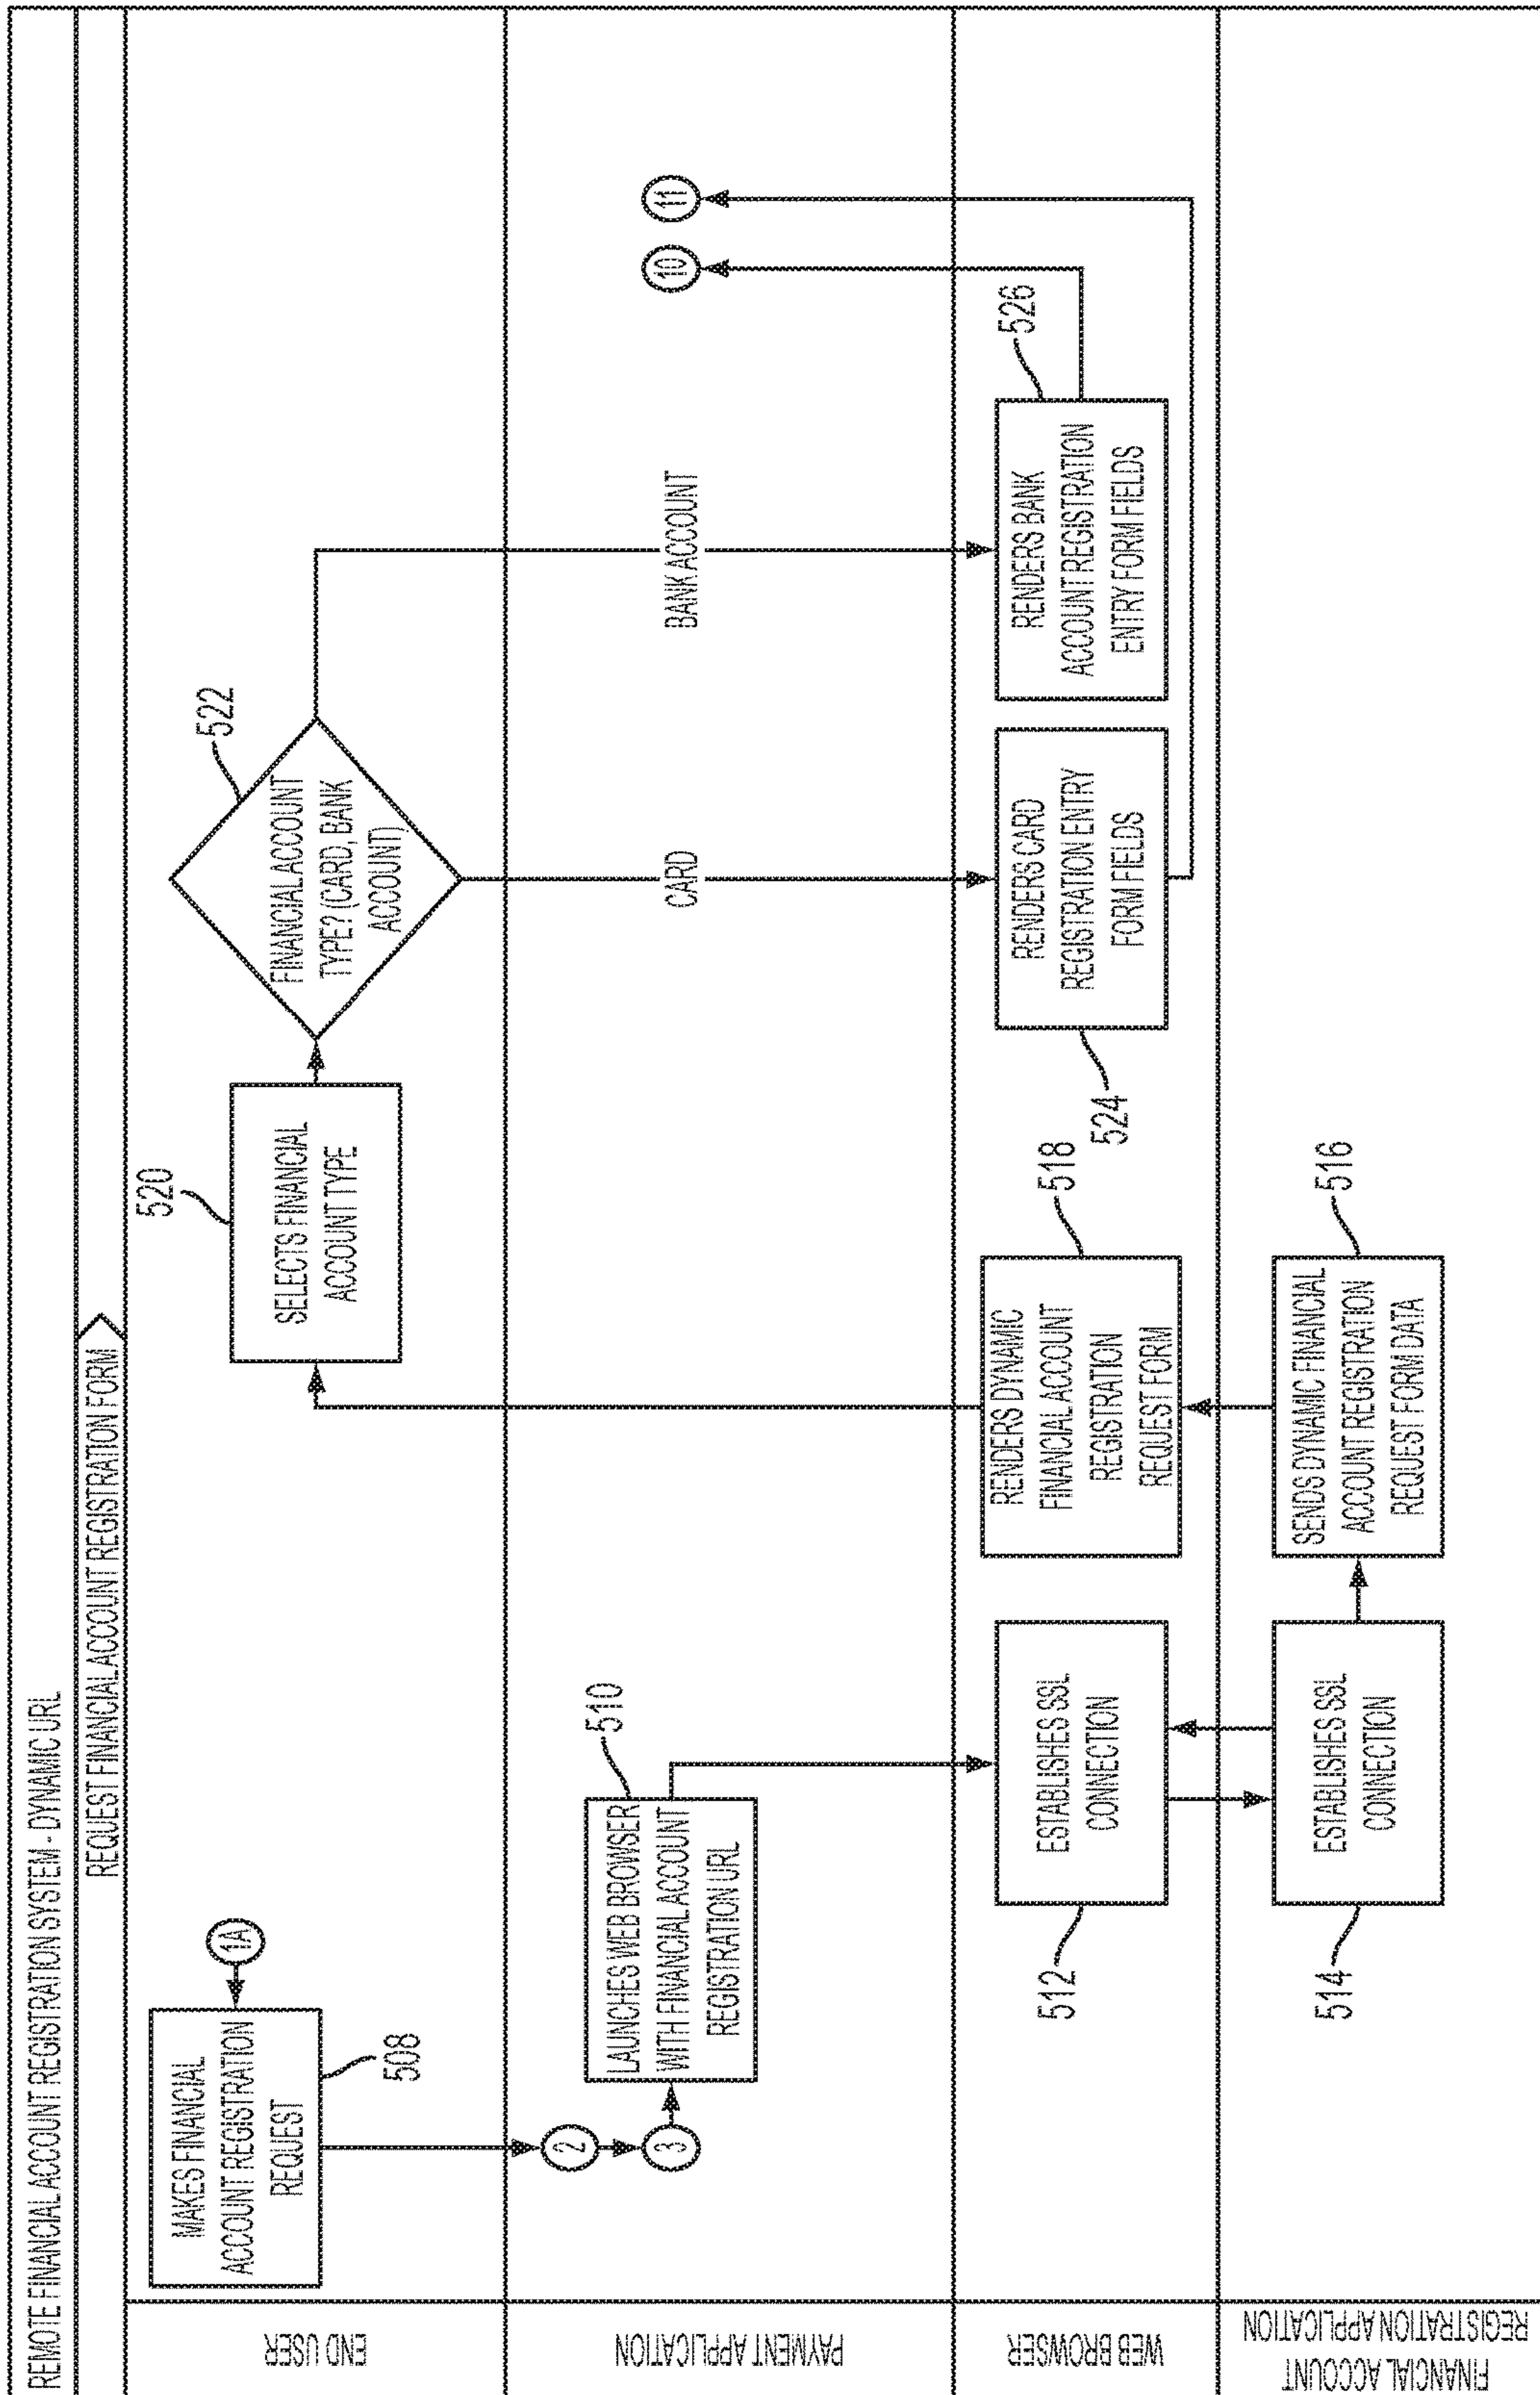 REMOTE FINANCIAL ACCOUNT REGISTRATION SYSTEM - DYNAMIC URL
REQUEST FINANCIAL ACCOUNT REGISTRATION FORM
END USER
MAKES FINANCIAL
ACCOUNT REGISTRATION
REQUEST
508
1A
520
SELECTS FINANCIAL
ACCOUNT TYPE
522
FINANCIAL ACCOUNT
TYPE? (CARD, BANK
ACCOUNT)
PAYMENT APPLICATION
2
3
510
LAUNCHES WEB BROWSER
WITH FINANCIAL ACCOUNT
REGISTRATION URL
CARD
BANK ACCOUNT
10
11
WEB BROWSER
512
ESTABLISHES SSL
CONNECTION
518
RENDERS DYNAMIC
FINANCIAL ACCOUNT
REGISTRATION
REQUEST FORM
524
RENDERS CARD
REGISTRATION ENTRY
FORM FIELDS
526
RENDERS BANK
ACCOUNT REGISTRATION
ENTRY FORM FIELDS
FINANCIAL ACCOUNT
REGISTRATION APPLICATION
514
ESTABLISHES SSL
CONNECTION
516
SENDS DYNAMIC FINANCIAL
ACCOUNT REGISTRATION
REQUEST FORM DATA